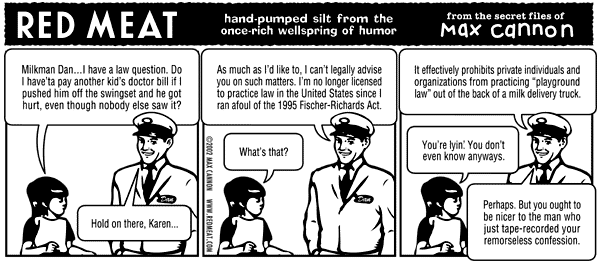 RED MEAT
hand-pumped silt from the
once-rich wellspring of humor
from the secret files of
Max Cannon
Milkman Dan...I have a law question. Do
I have'ta pay another kid's doctor bill if I
pushed him off the swingset and he got
hurt, even though nobody else saw it?
Hold on there, Karen...
©2002 MAX CANNON WWW.REDMEAT.COM
As much as I'd like to, I can't legally advise
you on such matters. I'm no longer licensed
to practice law in the United States since I
ran afoul of the 1995 Fischer-Richards Act.
What's that?
Dan
It effectively prohibits private individuals and
organizations from practicing “playground
law” out of the back of a milk delivery truck.
You're lyin'. You don't
even know anyways.
Perhaps. But you ought to
be nicer to the man who
just tape-recorded your
remorseless confession.